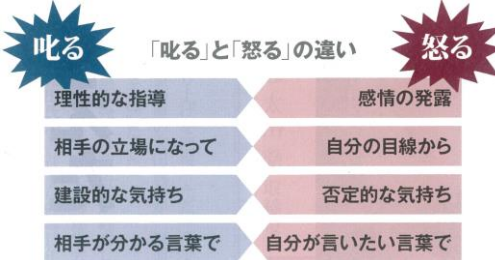 叱る
「叱る」と「怒る」の違い
怒る
理性的な指導
感情の発露
相手の立場になって
自分の目線から
建設的な気持ち
否定的な気持ち
相手が分かる言葉で
自分が言いたい言葉で